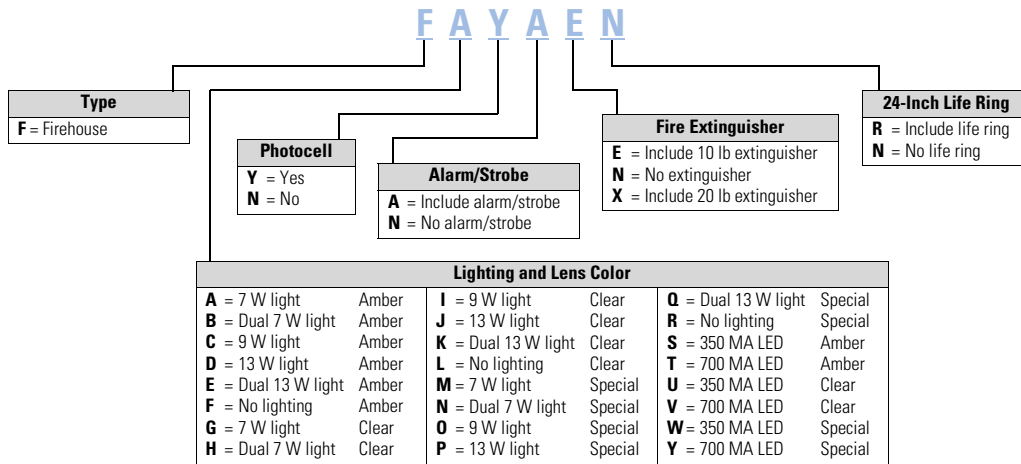 F A Y A E N
Type
F = Firehouse
Photocell
Y = Yes
N = No
Alarm/Strobe
A = Include alarm/strobe
N = No alarm/strobe
Fire Extinguisher
E = Include 10 lb extinguisher
N = No extinguisher
X = Include 20 lb extinguisher
24-Inch Life Ring
R = Include life ring
N = No life ring
Lighting and Lens Color
A = 7 W light Amber
B = Dual 7 W light Amber
C = 9 W light Amber
D = 13 W light Amber
E = Dual 13 W light Amber
F = No lighting Amber
G = 7 W light Clear
H = Dual 7 W light Clear
I = 9 W light Clear
J = 13 W light Clear
K = Dual 13 W light Clear
L = No lighting Clear
M = 7 W light Special
N = Dual 7 W light Special
O = 9 W light Special
P = 13 W light Special
Q = Dual 13 W light Special
R = No lighting Special
S = 350 MA LED Amber
T = 700 MA LED Amber
U = 350 MA LED Clear
V = 700 MA LED Clear
W = 350 MA LED Special
Y = 700 MA LED Special